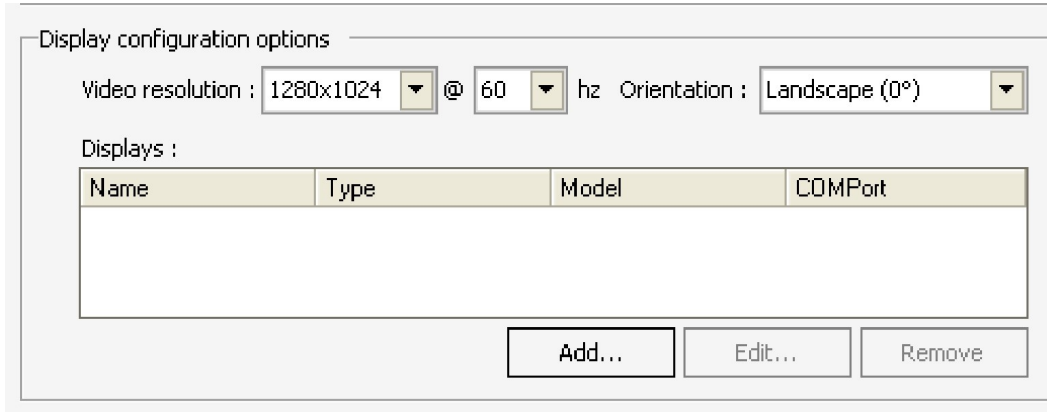 Display configuration options
Video resolution : 1280x1024 @ 60 hz Orientation : Landscape (0°)
Displays :
Name Type Model COMPort
Add... Edit... Remove